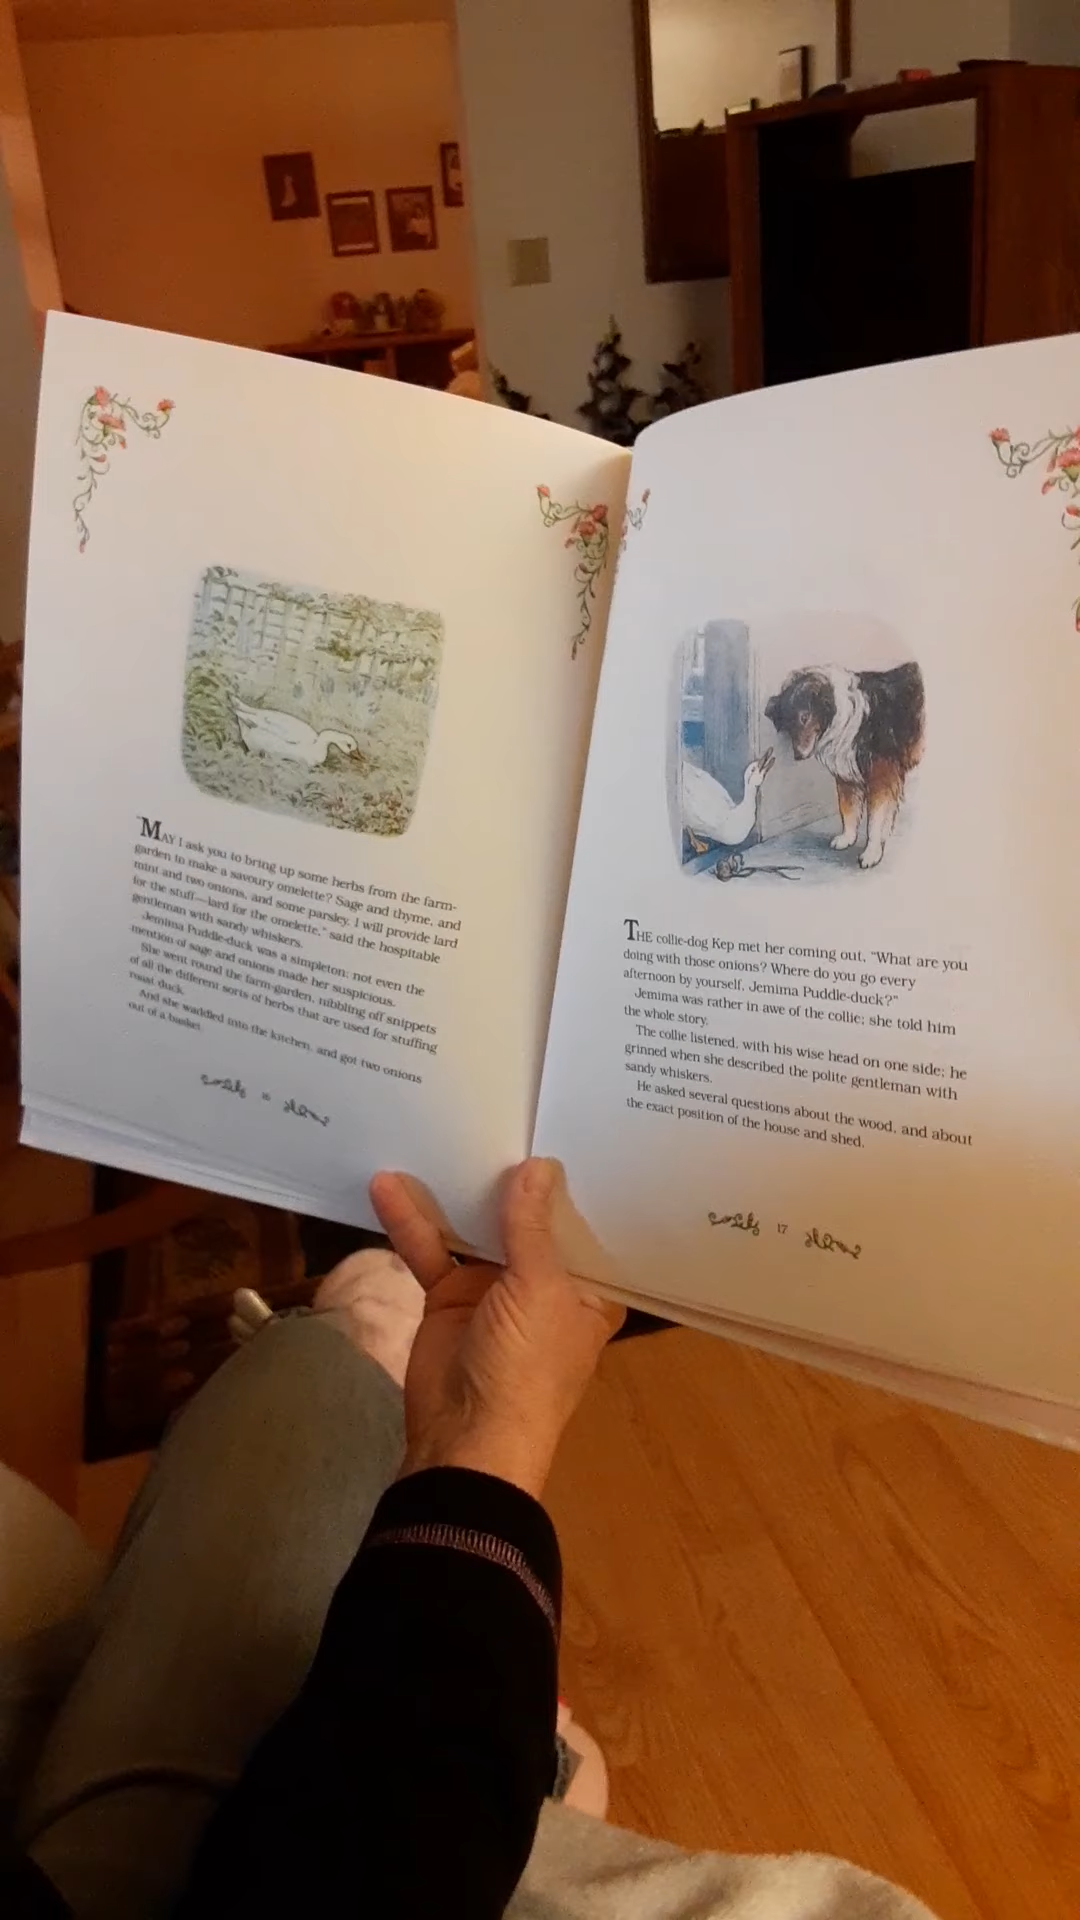 "MAY I ask you to bring up some herbs from the farm-
garden to make a savoury omelette? Sage and thyme, and
mint and two onions, and some parsley. I will provide lard
for the stuff—lard for the omelette," said the hospitable
gentleman with sandy whiskers.
Jemima Puddle-duck was a simpleton: not even the
mention of sage and onions made her suspicious.
She went round the farm-garden, nibbling off snippets
of all the different sorts of herbs that are used for stuffing
roast duck.
And she waddled into the kitchen, and got two onions
out of a basket.
16
THE collie-dog Kep met her coming out, "What are you
doing with those onions? Where do you go every
afternoon by yourself, Jemima Puddle-duck?"
Jemima was rather in awe of the collie; she told him
the whole story.
The collie listened, with his wise head on one side; he
grinned when she described the polite gentleman with
sandy whiskers.
He asked several questions about the wood, and about
the exact position of the house and shed.
17